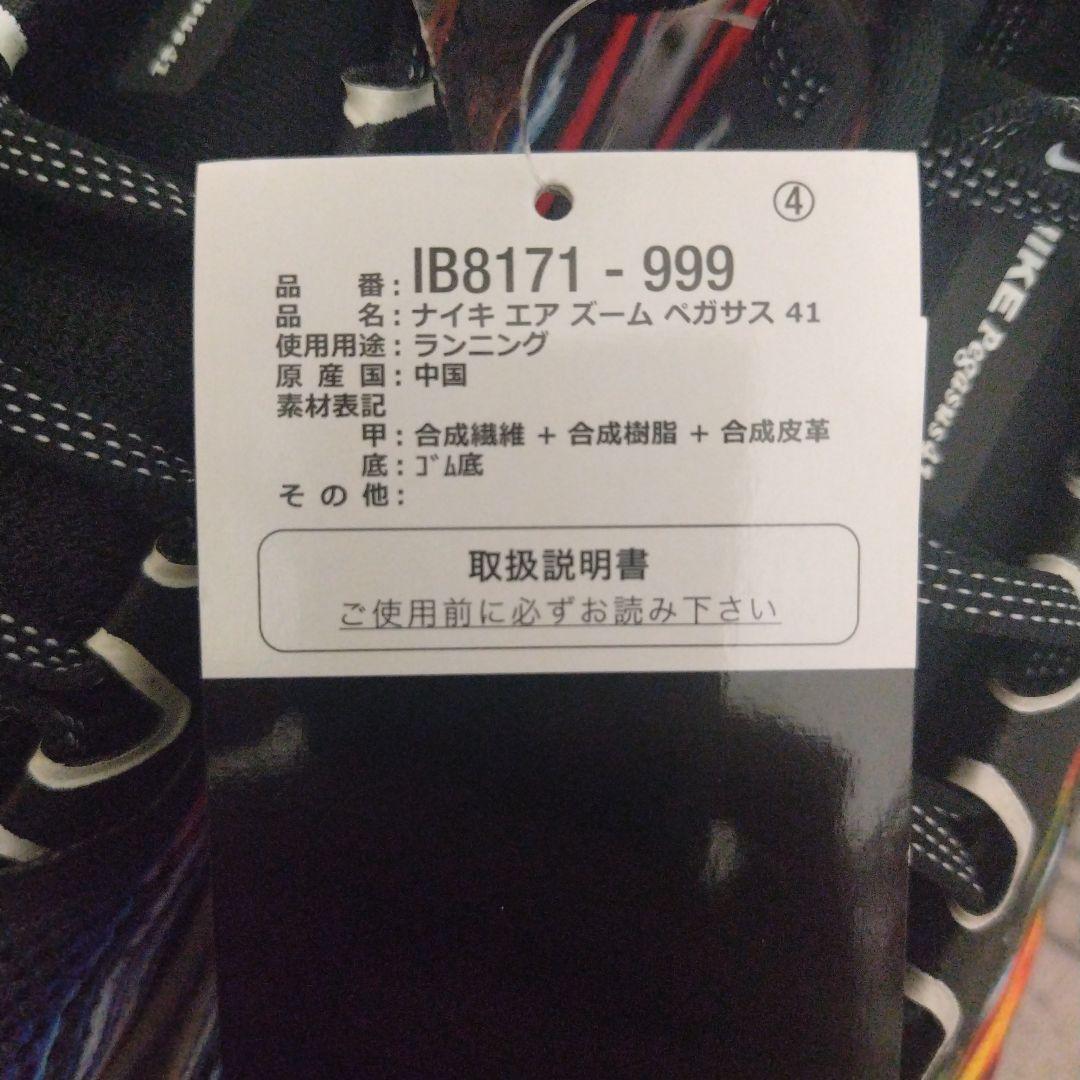 ④
品 番: IB8171 - 999
品 名: ナイキ エア ズーム ペガサス 41
使用用途: ランニング
原 産 国: 中国
素材表記
甲: 合成繊維 + 合成樹脂 + 合成皮革
底: ｺﾞﾑ底
そ の 他:
取扱説明書
ご使用前に必ずお読み下さい
NIKE Pegasus 41